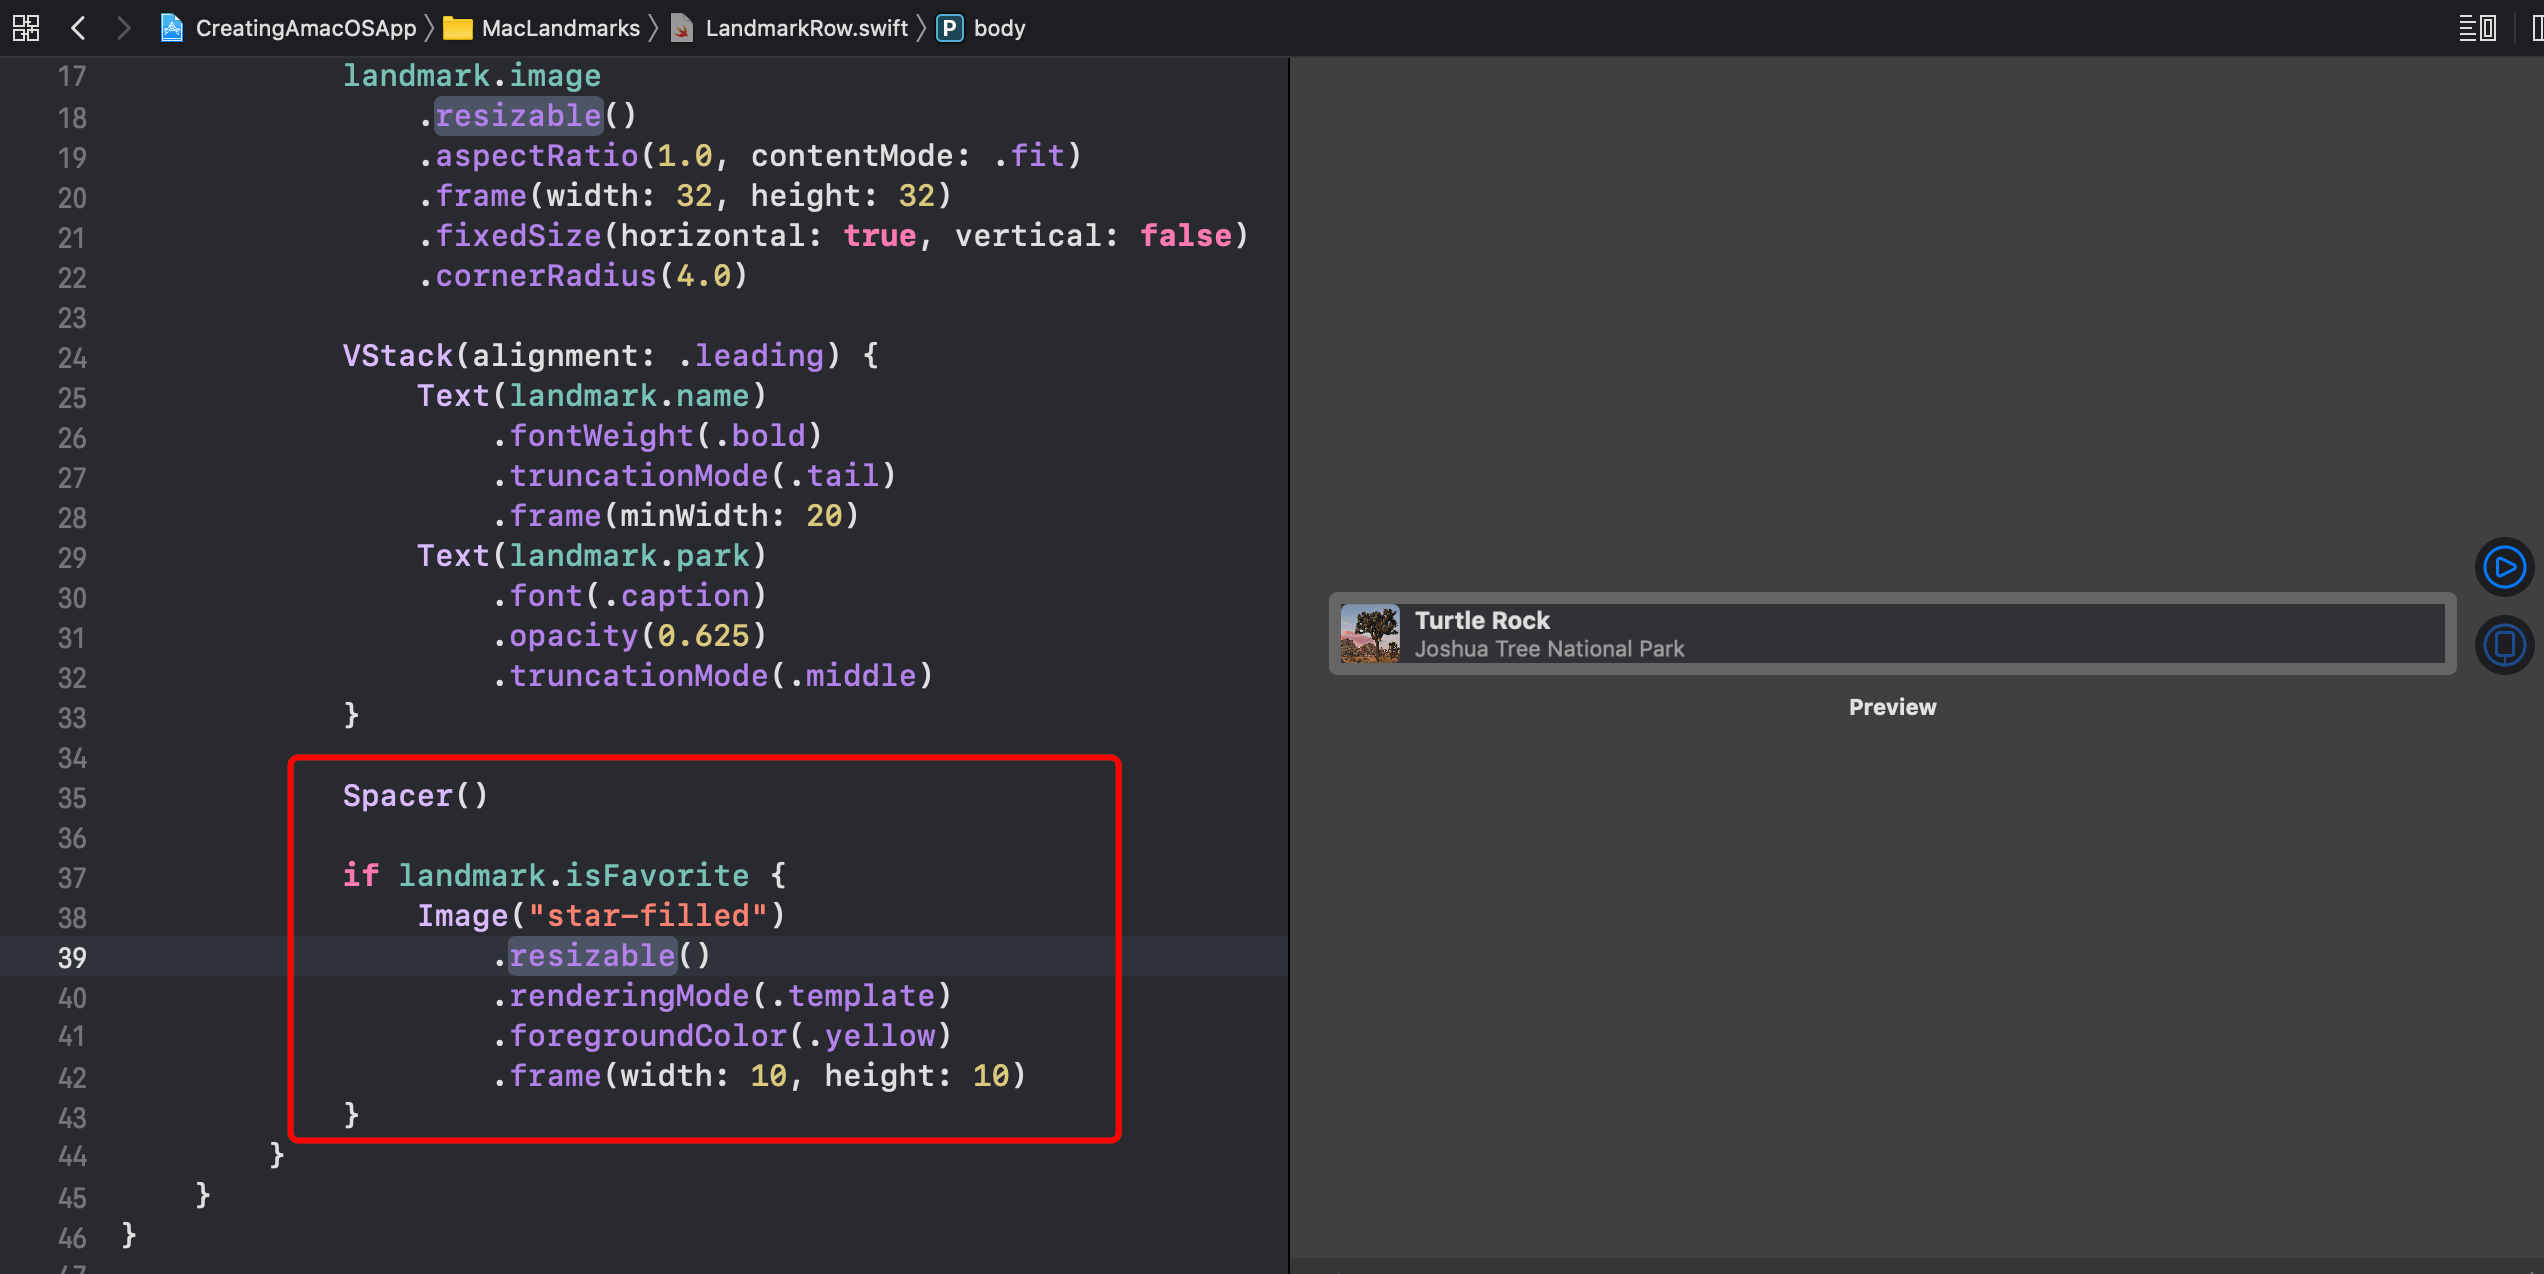 CreatingAmacOSApp MacLandmarks LandmarkRow.swift P body
17 landmark.image
18 .resizable()
19 .aspectRatio(1.0, contentMode: .fit)
20 .frame(width: 32, height: 32)
21 .fixedSize(horizontal: true, vertical: false)
22 .cornerRadius(4.0)
23
24 VStack(alignment: .leading) {
25 Text(landmark.name)
26 .fontWeight(.bold)
27 .truncationMode(.tail)
28 .frame(minWidth: 20)
29 Text(landmark.park)
30 .font(.caption)
31 .opacity(0.625)
32 .truncationMode(.middle)
33 }
34
35 Spacer()
36
37 if landmark.isFavorite {
38 Image("star-filled")
39 .resizable()
40 .renderingMode(.template)
41 .foregroundColor(.yellow)
42 .frame(width: 10, height: 10)
43 }
44 }
45 }
46 }
47
Turtle Rock
Joshua Tree National Park
Preview